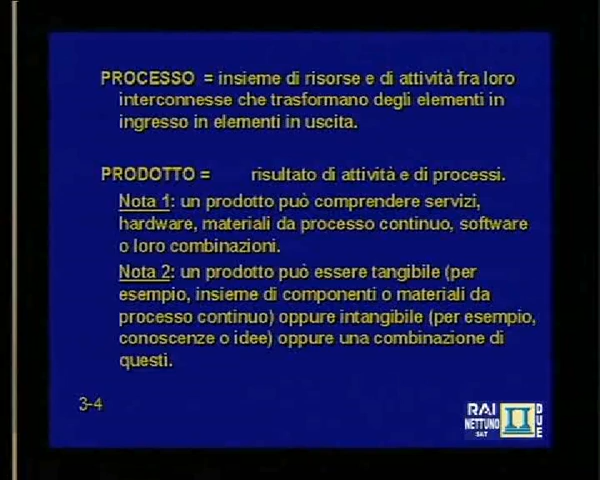 PROCESSO = insieme di risorse e di attività fra loro
interconnesse che trasformano degli elementi in
ingresso in elementi in uscita.
PRODOTTO = risultato di attività e di processi.
Nota 1: un prodotto può comprendere servizi,
hardware, materiali da processo continuo, software
o loro combinazioni.
Nota 2: un prodotto può essere tangibile (per
esempio, insieme di componenti o materiali da
processo continuo) oppure intangibile (per esempio,
conoscenze o idee) oppure una combinazione di
questi.
3-4
RAI
NETTUNO
SAT
DUE